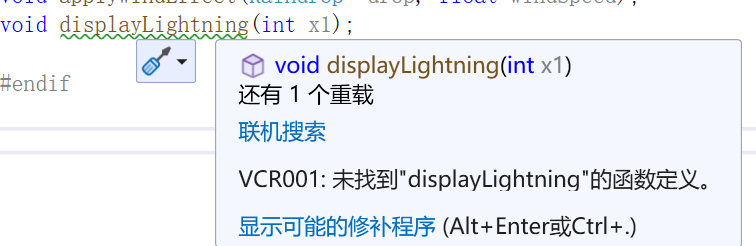 void applyWindEffect(Raindrop* drop, float windSpeed);
void displayLightning(int x1);
#endif
void displayLightning(int x1)
还有 1 个重载
联机搜索
VCR001: 未找到"displayLightning"的函数定义。
显示可能的修补程序 (Alt+Enter或Ctrl+.)